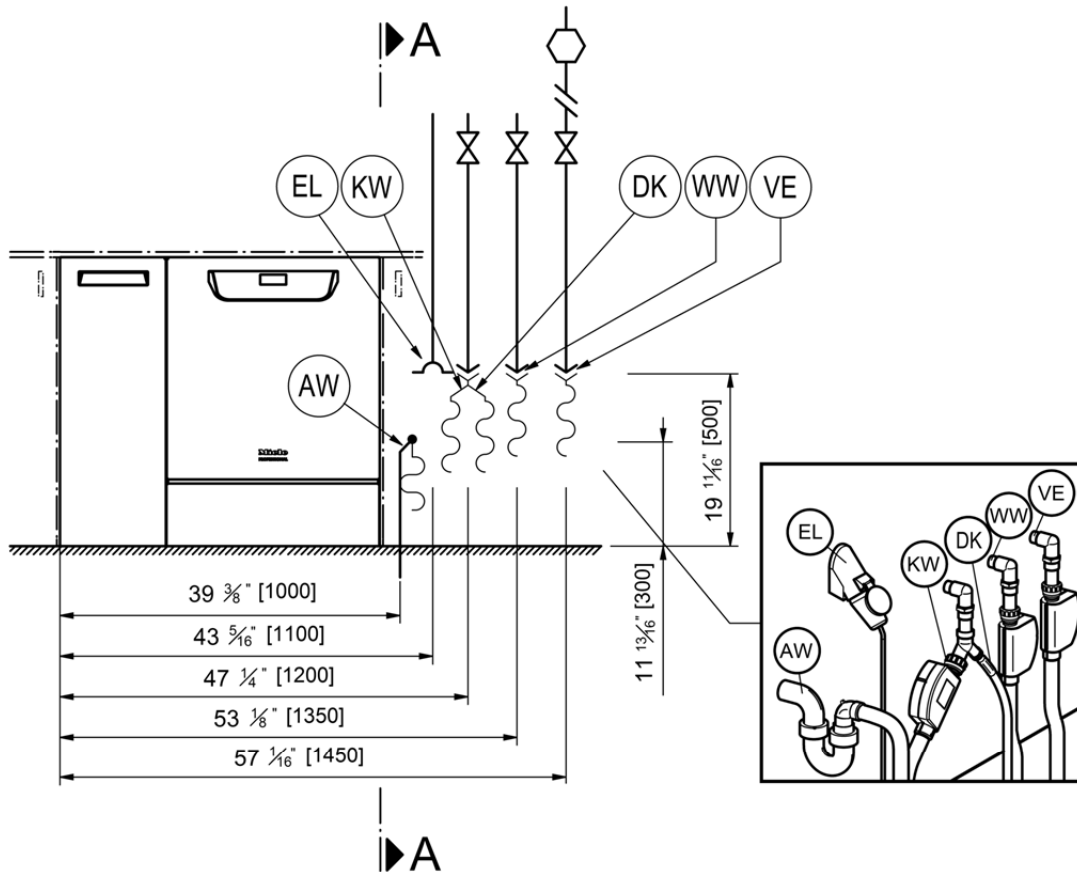 A
EL KW DK WW VE
AW
Miele
PROFESSIONAL
19 11/16" [500]
11 13/16" [300]
39 3/8" [1000]
43 5/16" [1100]
47 1/4" [1200]
53 1/8" [1350]
57 1/16" [1450]
VE
WW
EL
DK
KW
AW
A